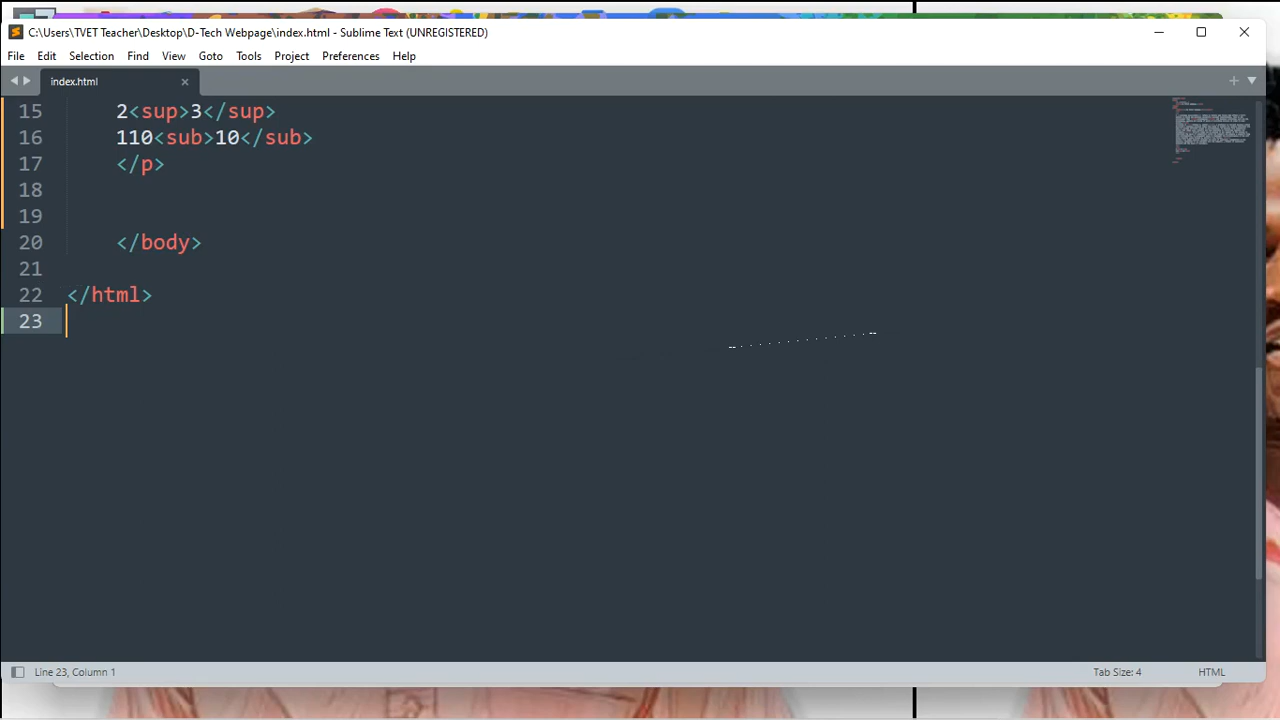 C:\Users\TVET Teacher\Desktop\D-Tech Webpage\index.html - Sublime Text (UNREGISTERED)
File Edit Selection Find View Goto Tools Project Preferences Help
index.html
15 2<sup>3</sup>
16 110<sub>10</sub>
17 </p>
18
19
20 </body>
21
22 </html>
23
Line 23, Column 1 Tab Size: 4 HTML